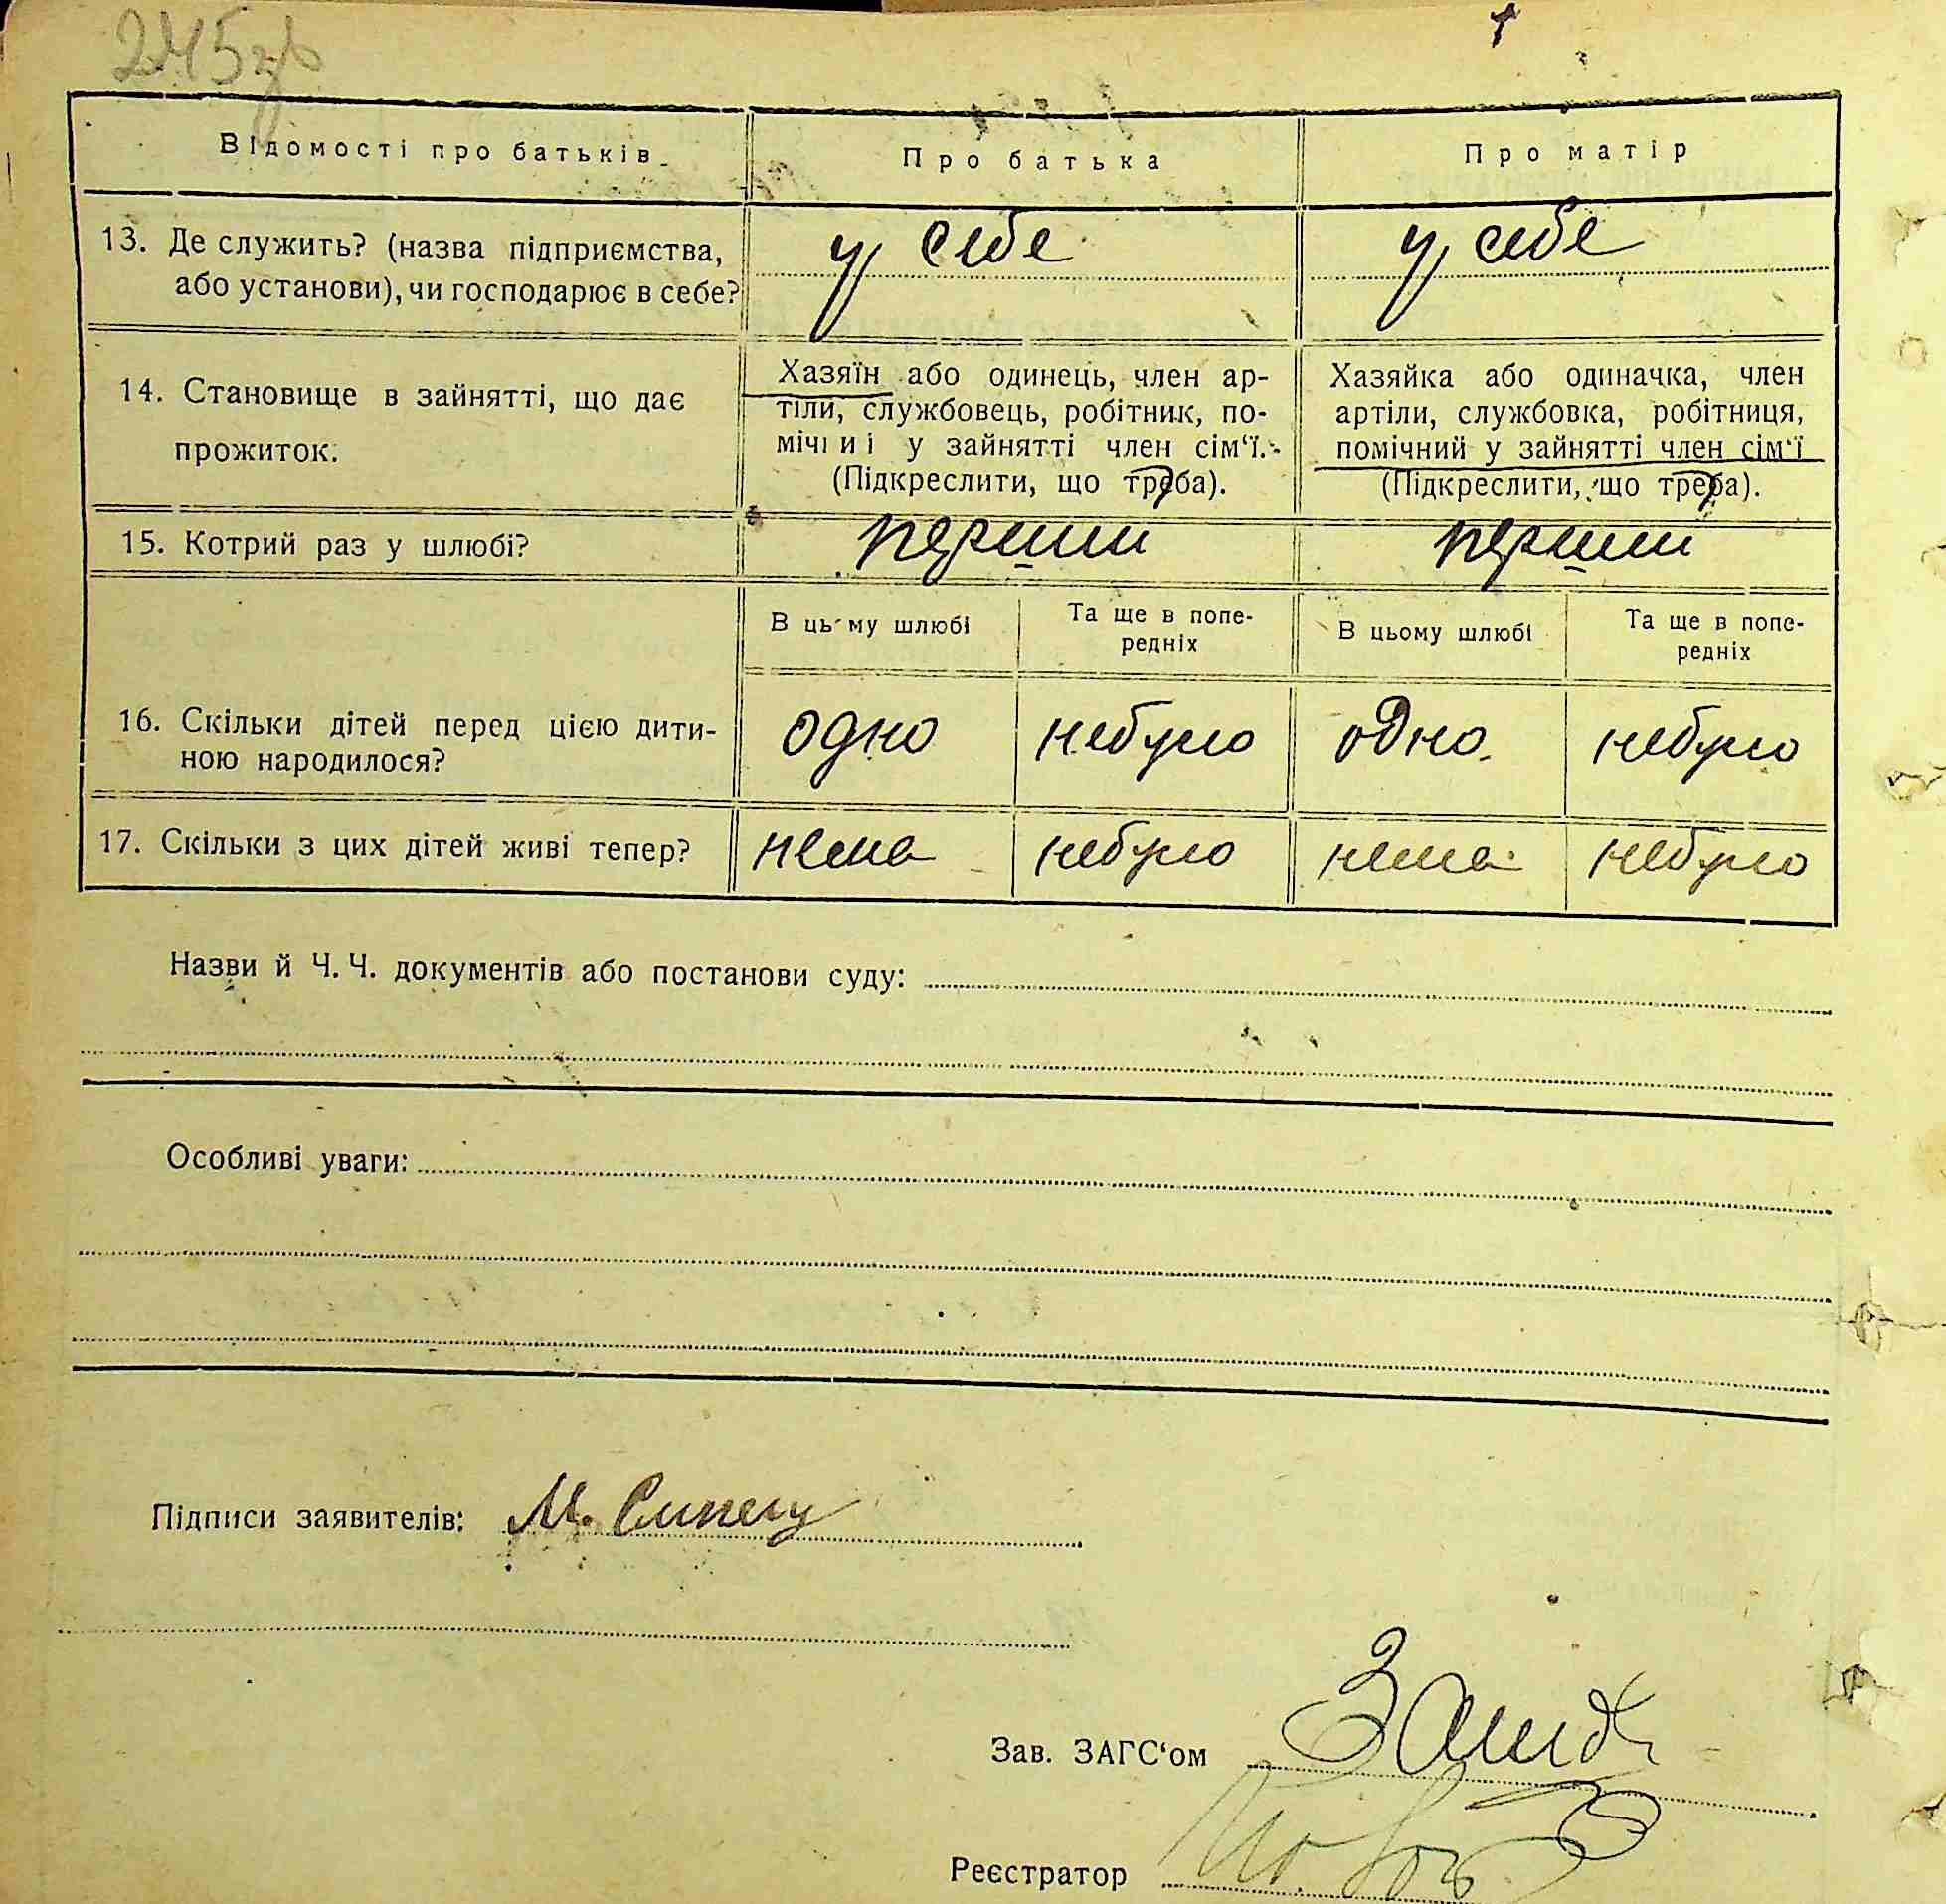 245зв
Відомості про батьків Про батька Про матір
13. Де служить? (назва підприємства, у себе у себе
або установи), чи господарює в себе?
14. Становище в зайнятті, що дає
прожиток:
Хазяїн або одинець, член ар-
тіли, службовець, робітник, по-
мічниі у зайнятті член сім‘ї.
(Підкреслити, що треба).
Хазяйка або одиначка, член
артіли, службовка, робітниця,
помічний у зайнятті член сім‘ї
(Підкреслити, що треба).
15. Котрий раз у шлюбі? перший перший
В цьму шлюбі Та ще в попе-
редніх
В цьому шлюбі Та ще в попе-
редніх
16. Скільки дітей перед цією дити-
ною народилося?
одно небуло одно небуло
17. Скільки з цих дітей живі тепер? нема небуло нема небуло
Назви й Ч. Ч. документів або постанови суду:
Особливі уваги:
Підписи заявителів: М.
Зав. ЗАГС‘ом
Реєстратор